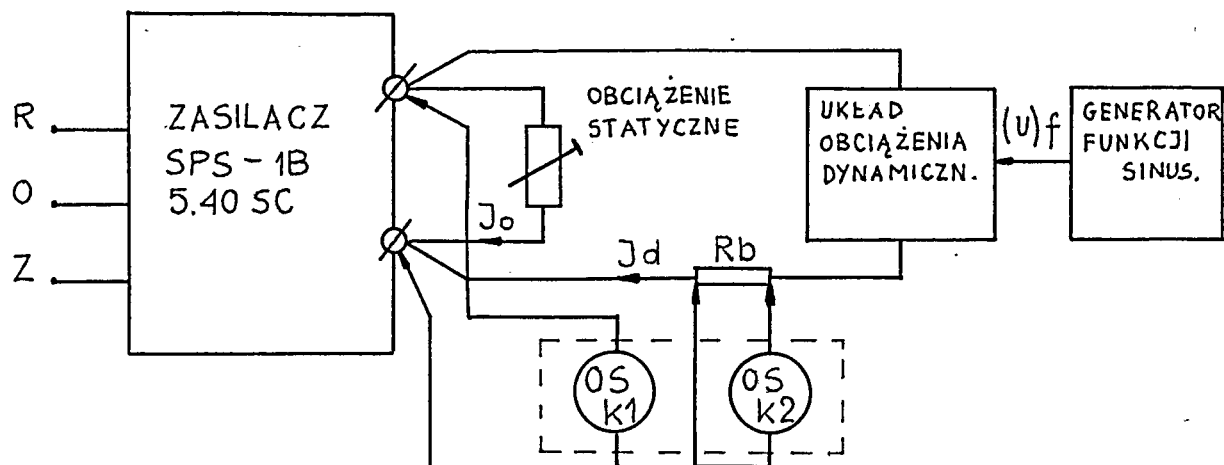 R
O
Z
ZASILACZ
SPS-1B
5.40 SC
OBCIĄŻENIE
STATYCZNE
Jo
Jd
Rb
UKŁAD
OBCIĄŻENIA
DYNAMICZN.
(U)f
GENERATOR
FUNKCJI
SINUS.
OS
K1
OS
K2